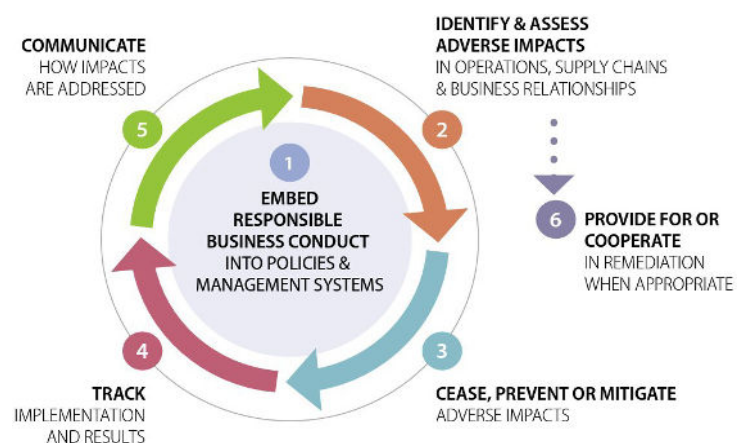 1
EMBED
RESPONSIBLE
BUSINESS CONDUCT
INTO POLICIES &
MANAGEMENT SYSTEMS
2
IDENTIFY & ASSESS
ADVERSE IMPACTS
IN OPERATIONS, SUPPLY CHAINS
& BUSINESS RELATIONSHIPS
3
CEASE, PREVENT OR MITIGATE
ADVERSE IMPACTS
4
TRACK
IMPLEMENTATION
AND RESULTS
5
COMMUNICATE
HOW IMPACTS
ARE ADDRESSED
6
PROVIDE FOR OR
COOPERATE
IN REMEDIATION
WHEN APPROPRIATE